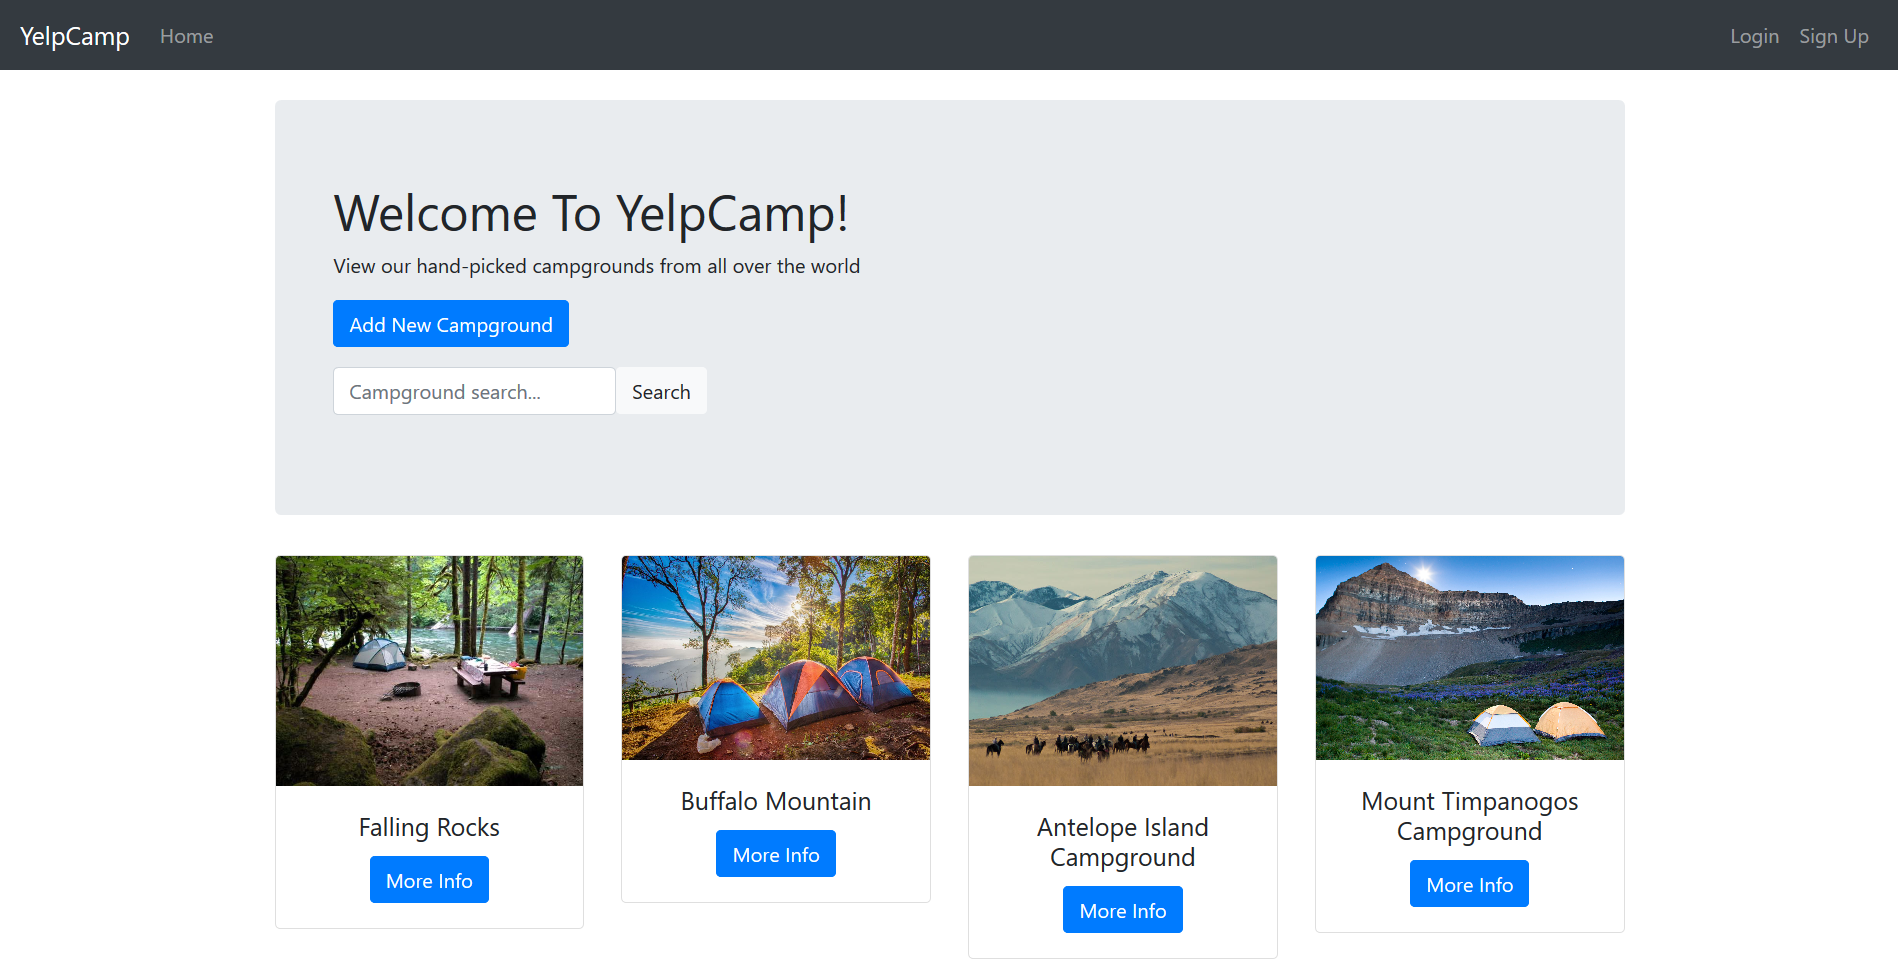 YelpCamp Home Login Sign Up
Welcome To YelpCamp!
View our hand-picked campgrounds from all over the world
Add New Campground
Campground search... Search
Falling Rocks
More Info
Buffalo Mountain
More Info
Antelope Island
Campground
More Info
Mount Timpanogos
Campground
More Info